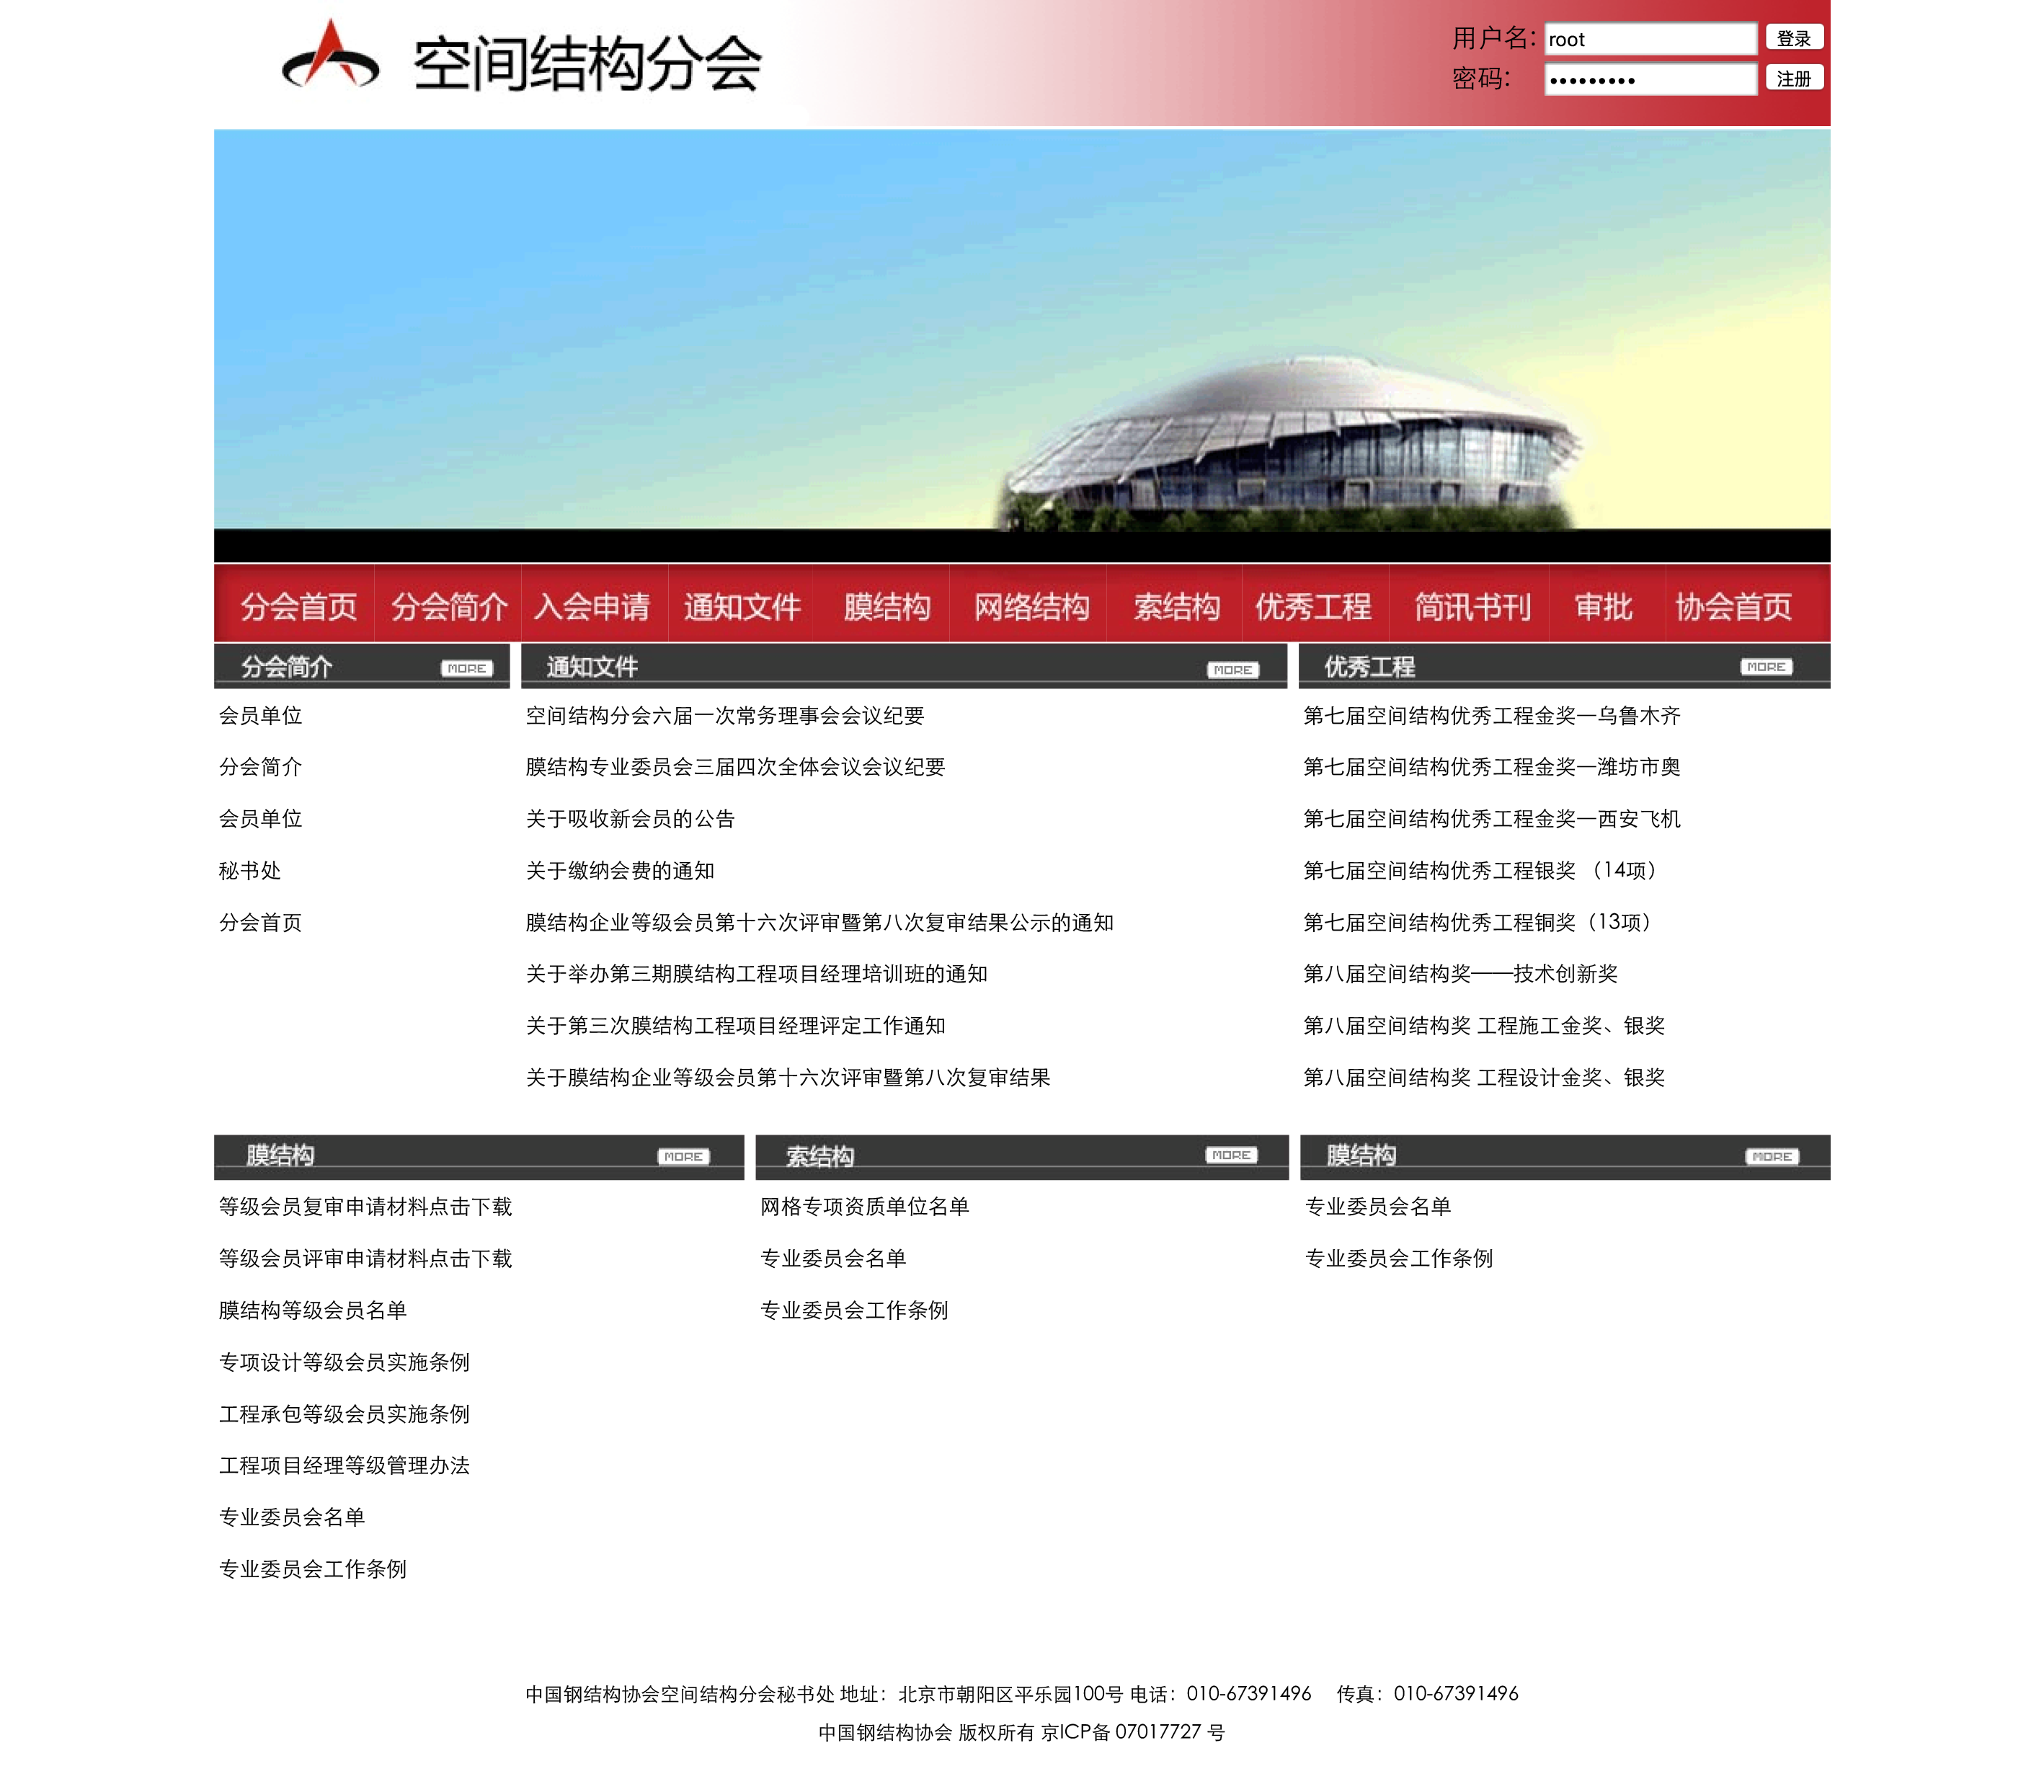 空间结构分会
用户名: root 登录
密码: ••••••••• 注册
分会首页 分会简介 入会申请 通知文件 膜结构 网络结构 索结构 优秀工程 简讯书刊 审批 协会首页
分会简介 MORE
会员单位
分会简介
会员单位
秘书处
分会首页
通知文件 MORE
空间结构分会六届一次常务理事会会议纪要
膜结构专业委员会三届四次全体会议会议纪要
关于吸收新会员的公告
关于缴纳会费的通知
膜结构企业等级会员第十六次评审暨第八次复审结果公示的通知
关于举办第三期膜结构工程项目经理培训班的通知
关于第三次膜结构工程项目经理评定工作通知
关于膜结构企业等级会员第十六次评审暨第八次复审结果
优秀工程 MORE
第七届空间结构优秀工程金奖—乌鲁木齐
第七届空间结构优秀工程金奖—潍坊市奥
第七届空间结构优秀工程金奖—西安飞机
第七届空间结构优秀工程银奖 （14项）
第七届空间结构优秀工程铜奖（13项）
第八届空间结构奖——技术创新奖
第八届空间结构奖 工程施工金奖、银奖
第八届空间结构奖 工程设计金奖、银奖
膜结构 MORE
等级会员复审申请材料点击下载
等级会员评审申请材料点击下载
膜结构等级会员名单
专项设计等级会员实施条例
工程承包等级会员实施条例
工程项目经理等级管理办法
专业委员会名单
专业委员会工作条例
索结构 MORE
网格专项资质单位名单
专业委员会名单
专业委员会工作条例
膜结构 MORE
专业委员会名单
专业委员会工作条例
中国钢结构协会空间结构分会秘书处 地址：北京市朝阳区平乐园100号 电话：010-67391496 传真：010-67391496
中国钢结构协会 版权所有 京ICP备 07017727 号